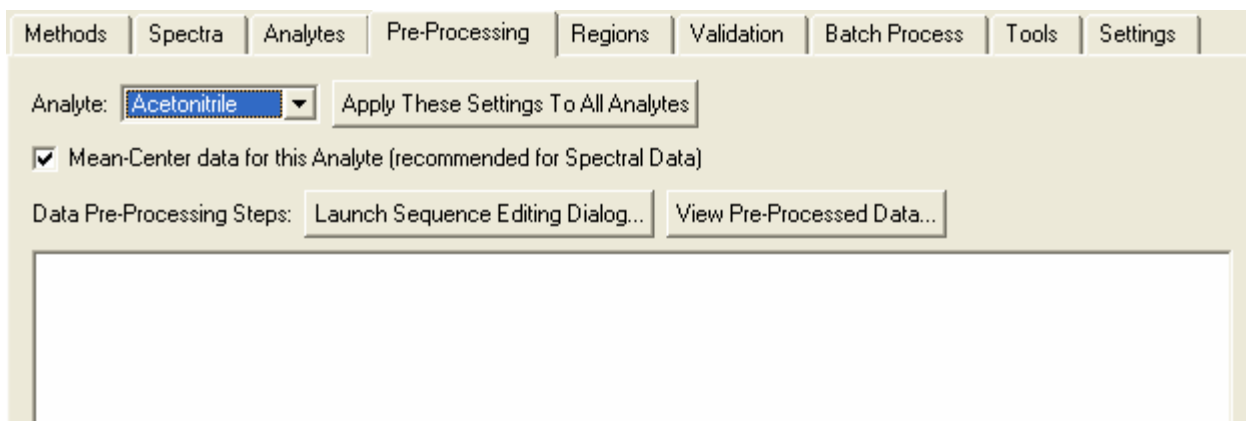 Methods Spectra Analytes Pre-Processing Regions Validation Batch Process Tools Settings
Analyte: Acetonitrile Apply These Settings To All Analytes
Mean-Center data for this Analyte (recommended for Spectral Data)
Data Pre-Processing Steps: Launch Sequence Editing Dialog... View Pre-Processed Data...